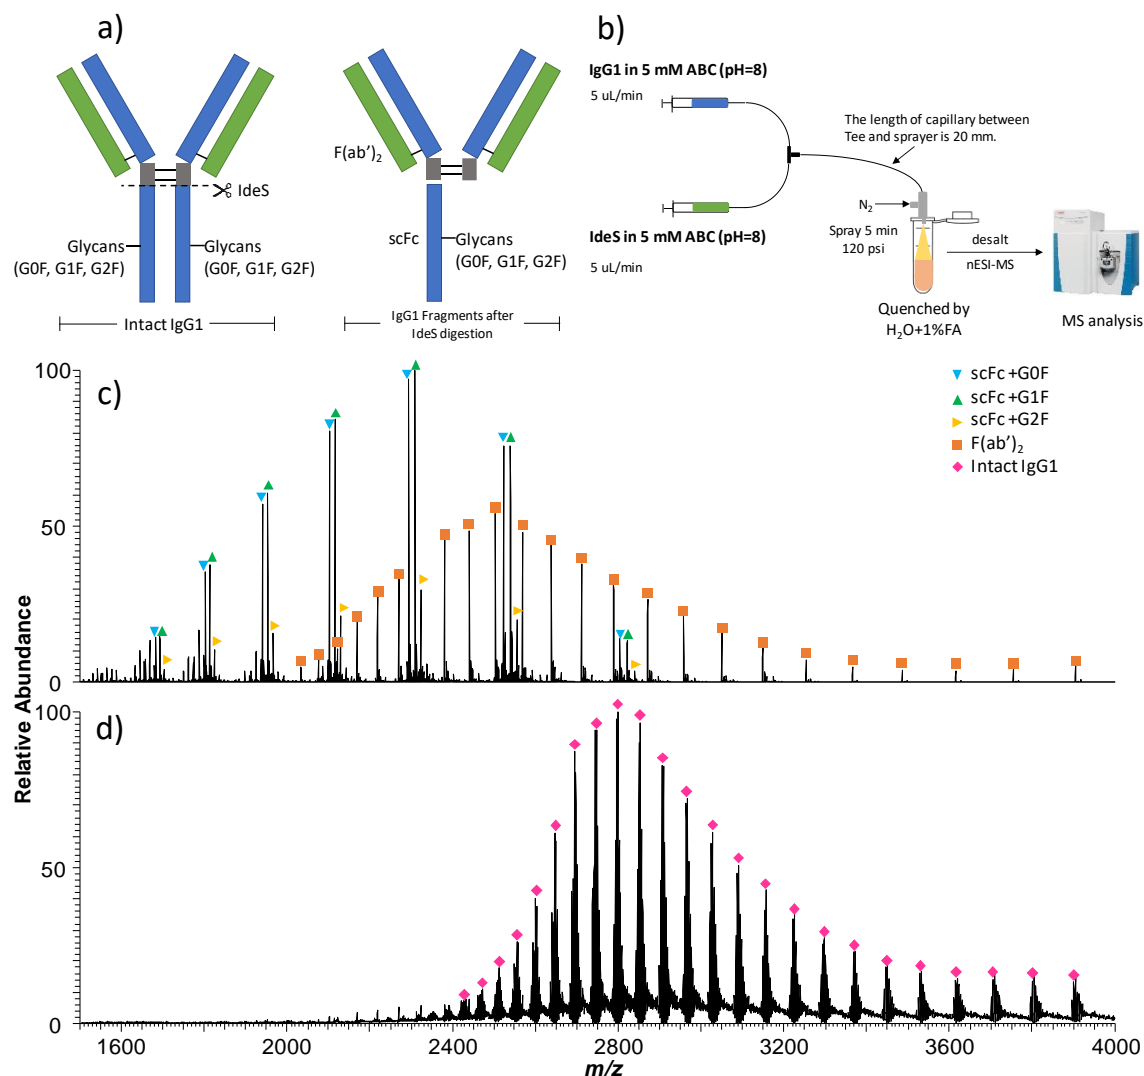 a)
F(ab')₂
IdeS
scFc
Glycans
(G0F, G1F, G2F)
Glycans
(G0F, G1F, G2F)
Glycans
(G0F, G1F, G2F)
Intact IgG1
IgG1 Fragments after
IdeS digestion
b)
IgG1 in 5 mM ABC (pH=8)
5 uL/min
The length of capillary between
Tee and sprayer is 20 mm.
IdeS in 5 mM ABC (pH=8)
5 uL/min
N₂
Spray 5 min
120 psi
desalt
nESI-MS
Quenched by
H₂O+1%FA
MS analysis
c)
100
50
0
scFc+G0F
scFc+G1F
scFc+G2F
F(ab')₂
Intact IgG1
d)
100
50
0
Relative Abundance
1600 2000 2400 2800 3200 3600 4000
m/z